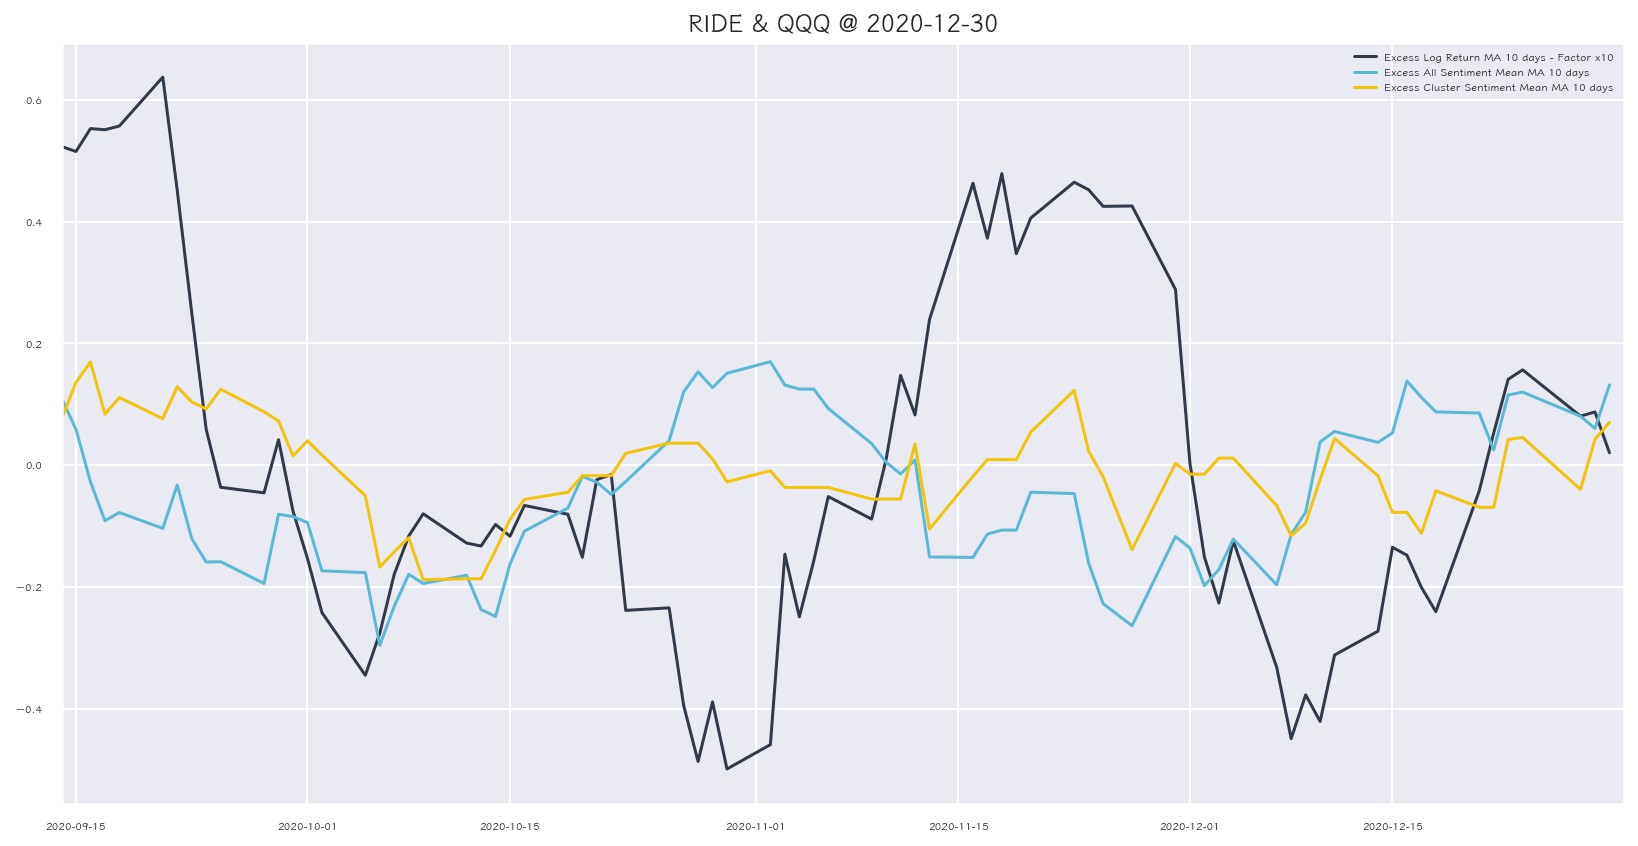 RIDE & QQQ @ 2020-12-30
Excess Log Return MA 10 days - Factor x10
Excess All Sentiment Mean MA 10 days
Excess Cluster Sentiment Mean MA 10 days
0.6
0.4
0.2
0.0
−0.2
−0.4
2020-09-15 2020-10-01 2020-10-15 2020-11-01 2020-11-15 2020-12-01 2020-12-15